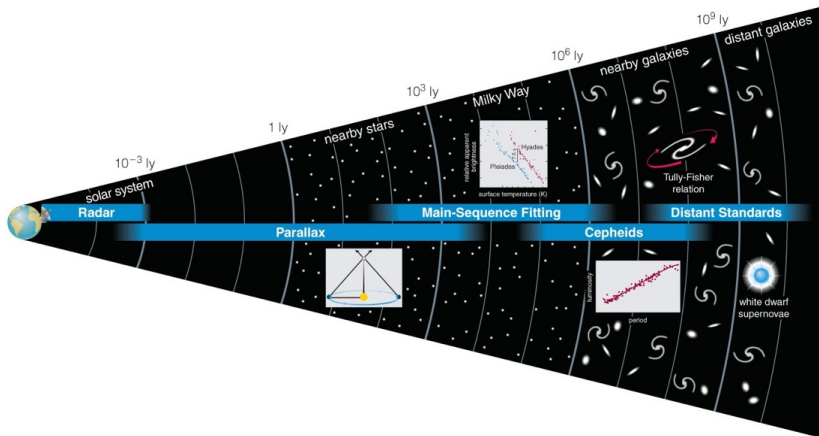 10⁹ ly
distant galaxies
10⁶ ly
nearby galaxies
10³ ly
Milky Way
1 ly
nearby stars
10⁻³ ly
solar system
relative apparent
brightness
Hyades
Pleiades
surface temperature (K)
Tully-Fisher
relation
Radar
Main-Sequence Fitting
Distant Standards
Parallax
Cepheids
luminosity
period
white dwarf
supernovae